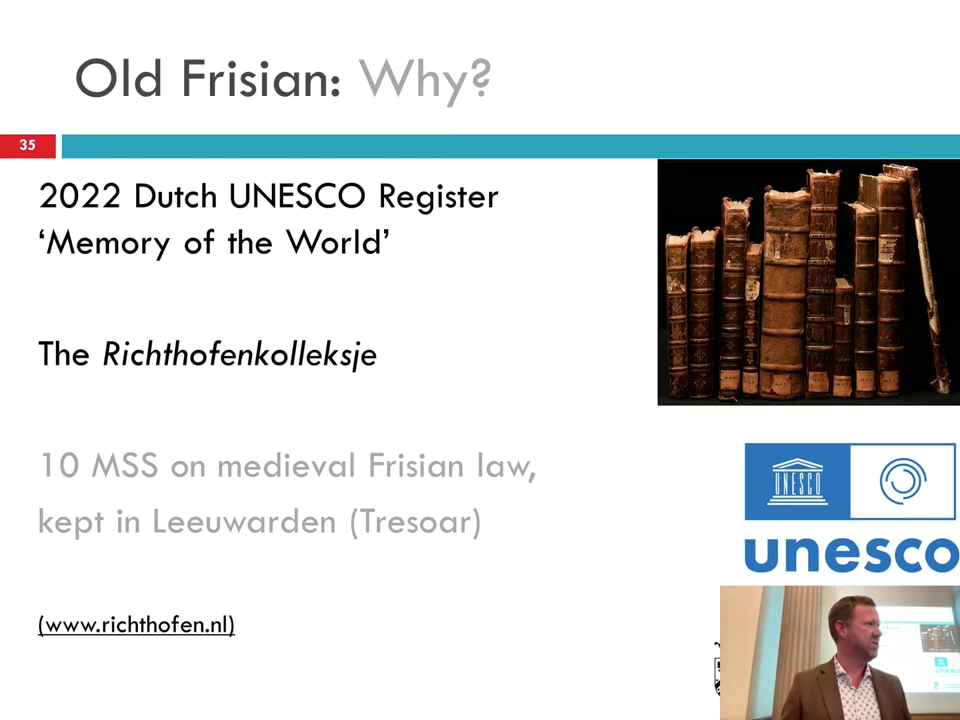 Old Frisian: Why?
35
2022 Dutch UNESCO Register
‘Memory of the World’
The Richthofenkolleksje
10 MSS on medieval Frisian law,
kept in Leeuwarden (Tresoar)
(www.richthofen.nl)
UNESCO
unesco
unesco